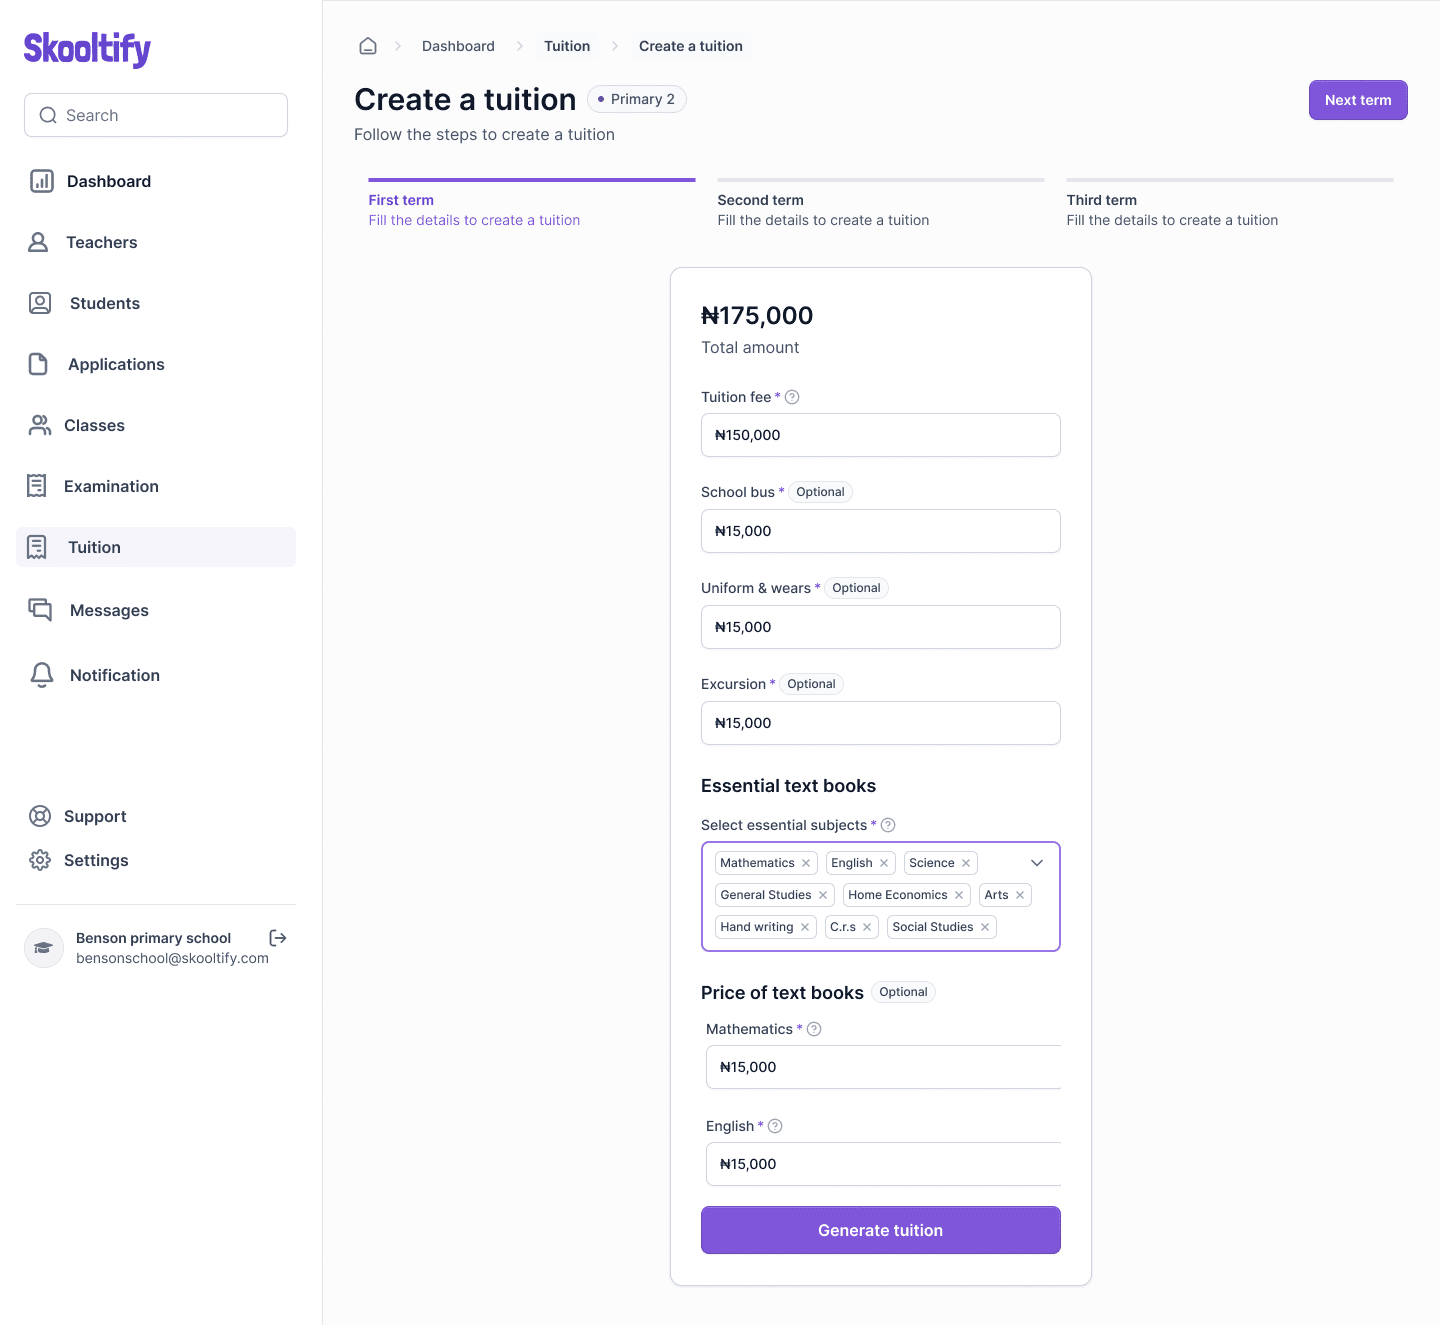 Skooltify
Search
Dashboard
Teachers
Students
Applications
Classes
Examination
Tuition
Messages
Notification
Support
Settings
Benson primary school
bensonschool@skooltify.com
Dashboard
Tuition
Create a tuition
Create a tuition
Primary 2
Next term
Follow the steps to create a tuition
First term
Fill the details to create a tuition
Second term
Fill the details to create a tuition
Third term
Fill the details to create a tuition
₦175,000
Total amount
Tuition fee *
₦150,000
School bus * Optional
₦15,000
Uniform & wears * Optional
₦15,000
Excursion * Optional
₦15,000
Essential text books
Select essential subjects *
Mathematics English Science
General Studies Home Economics Arts
Hand writing C.r.s Social Studies
Price of text books Optional
Mathematics *
₦15,000
English *
₦15,000
Generate tuition